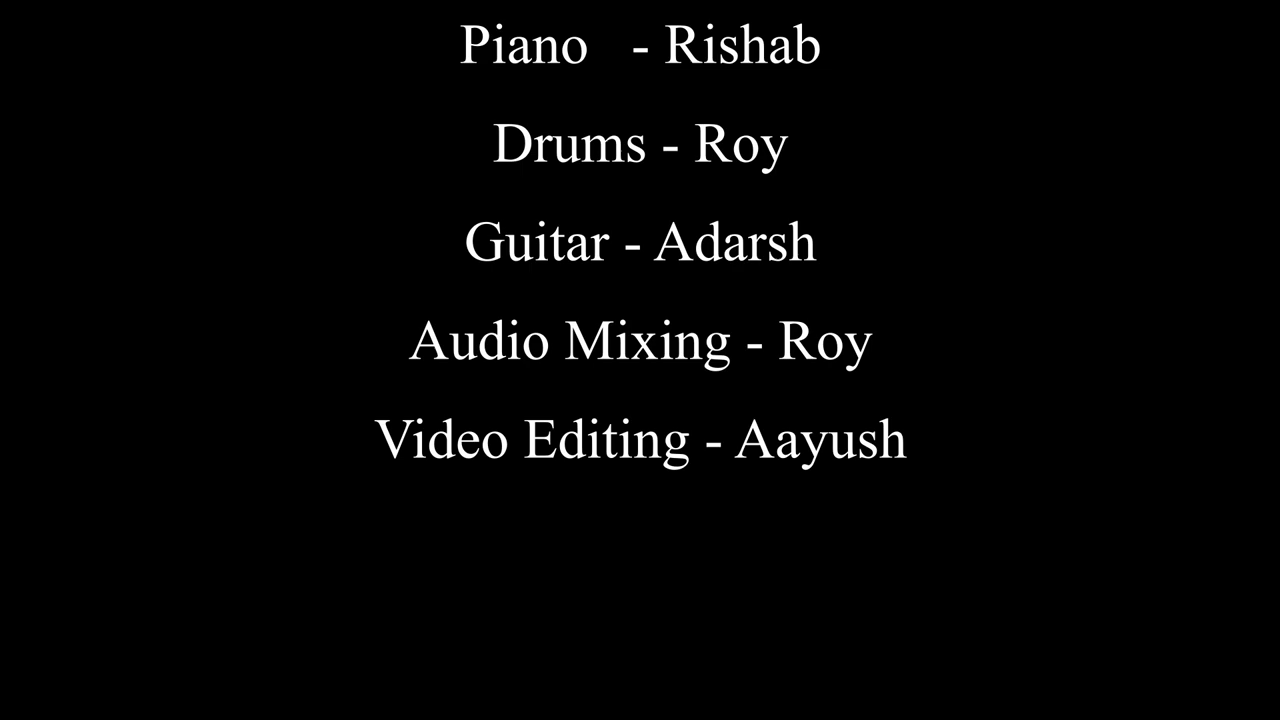 Piano   - Rishab
Drums - Roy
Guitar - Adarsh
Audio Mixing - Roy
Video Editing - Aayush